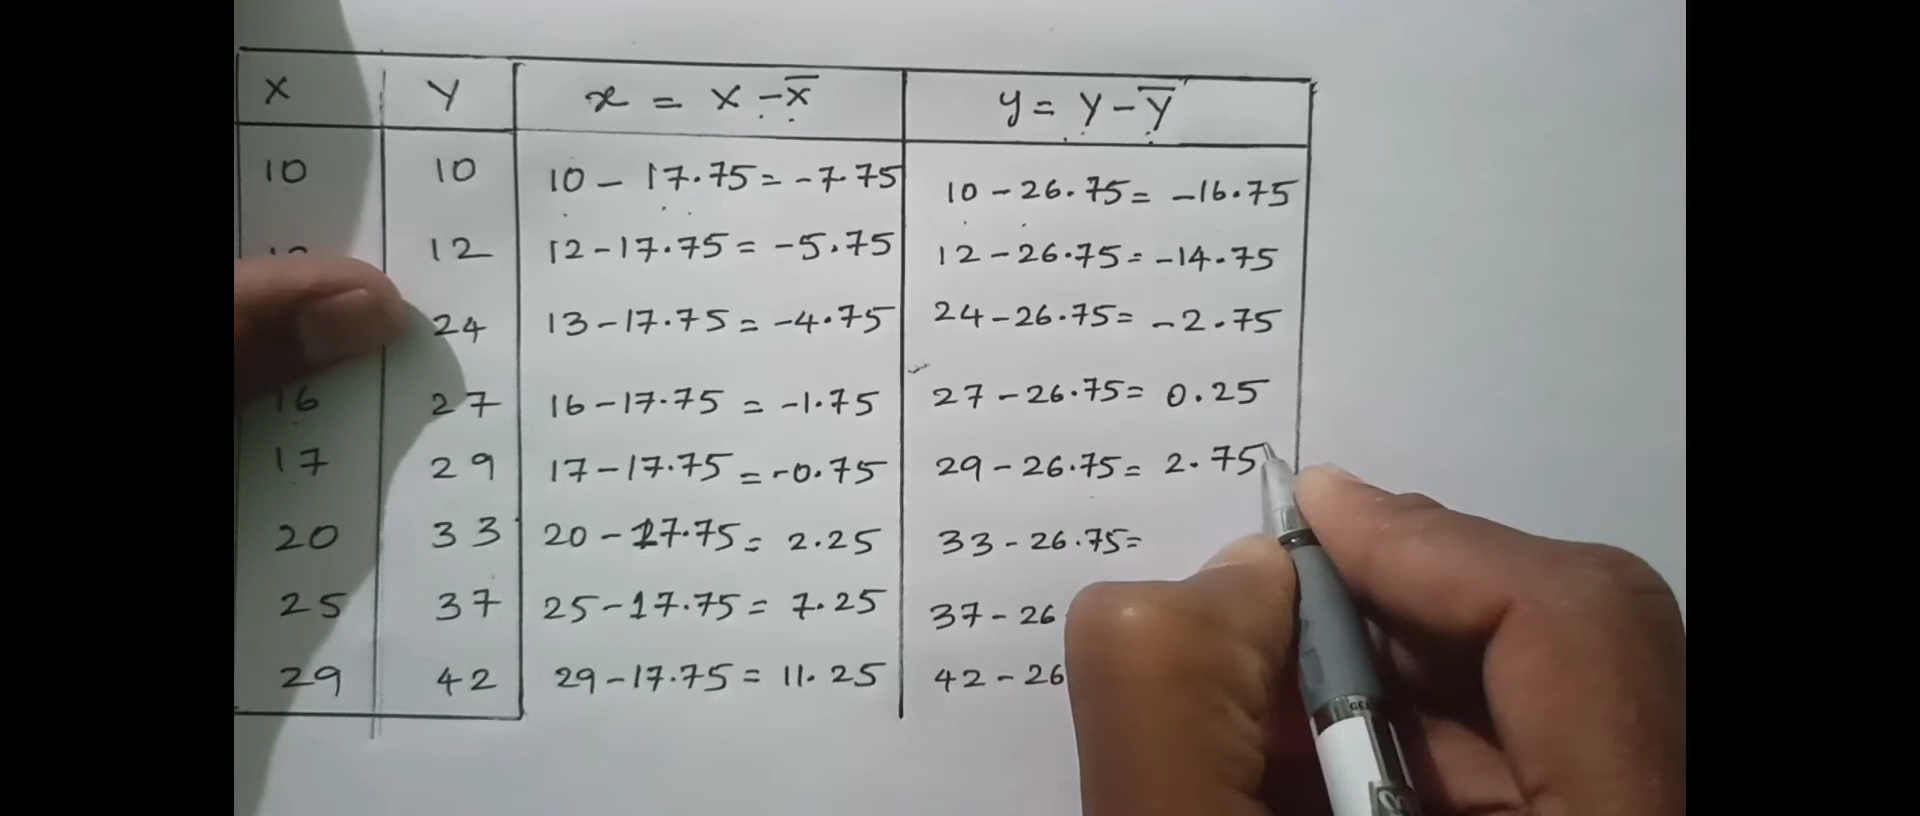 X Y x = X - X̅ y = Y - Y̅
10 10 10 - 17.75 = -7.75 10 - 26.75 = -16.75
12 12 - 17.75 = -5.75 12 - 26.75 = -14.75
24 13 - 17.75 = -4.75 24 - 26.75 = -2.75
16 27 16 - 17.75 = -1.75 27 - 26.75 = 0.25
17 29 17 - 17.75 = -0.75 29 - 26.75 = 2.75
20 33 20 - 17.75 = 2.25 33 - 26.75 =
25 37 25 - 17.75 = 7.25 37 - 26
29 42 29 - 17.75 = 11.25 42 - 26